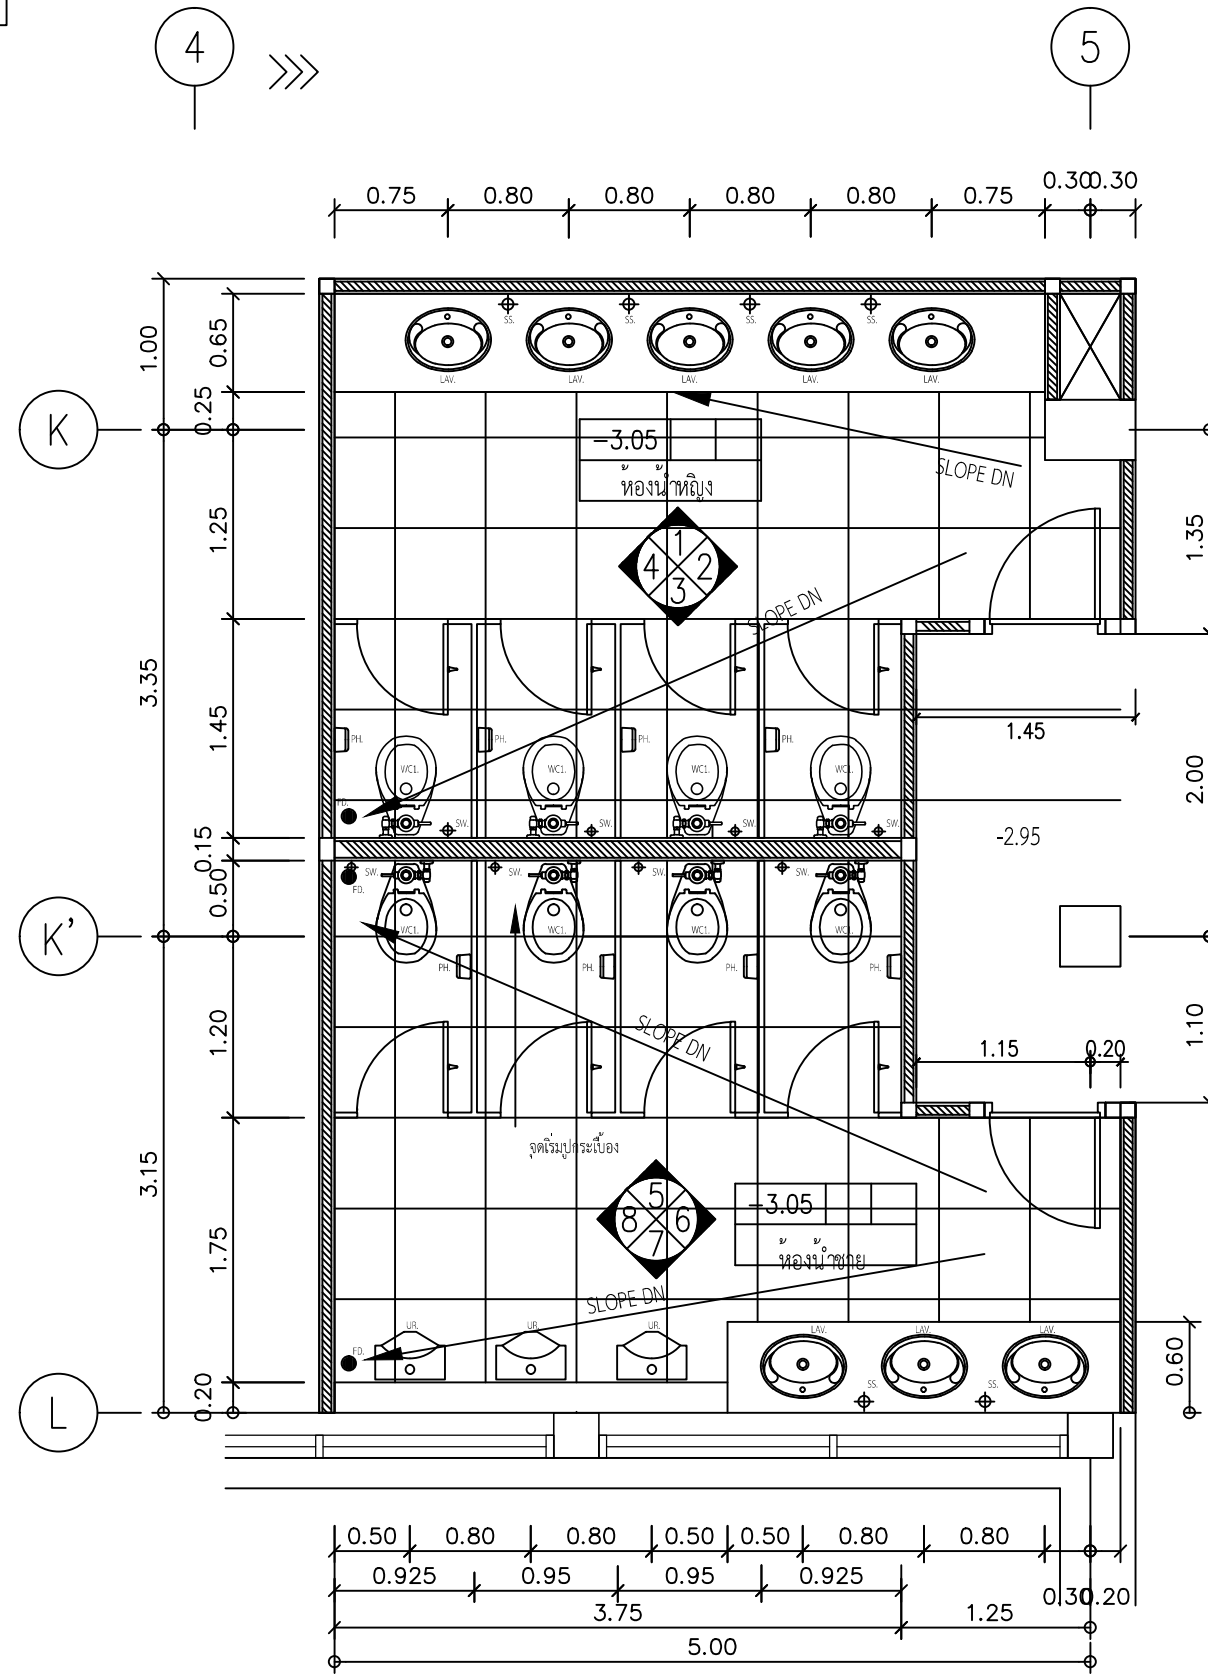 4
5
0.75 0.80 0.80 0.80 0.80 0.75 0.30 0.30
1.00
0.65
SS. SS. SS. SS.
LAV. LAV. LAV. LAV. LAV.
0.25
K
-3.05
ห้องน้ำหญิง
SLOPE DN
1.25
1.35
1
4 2
3
SLOPE DN
3.35
1.45
1.45
PH. PH. PH. PH.
WC1. WC1. WC1. WC1.
2.00
FD.
SW. SW. SW. SW.
-2.95
0.15
0.50
SW. SW. SW. SW.
FD.
K'
WC1. WC1. WC1. WC1.
PH. PH. PH. PH.
1.20
SLOPE DN
1.10
1.15 0.20
จุดเริ่มปูกระเบื้อง
3.15
5
8 6
7
-3.05
ห้องน้ำชาย
1.75
SLOPE DN
UR. UR. UR.
LAV. LAV. LAV.
FD.
0.60
0.20
SS. SS.
L
0.50 0.80 0.80 0.50 0.50 0.80 0.80
0.925 0.95 0.95 0.925
0.30 0.20
3.75 1.25
5.00